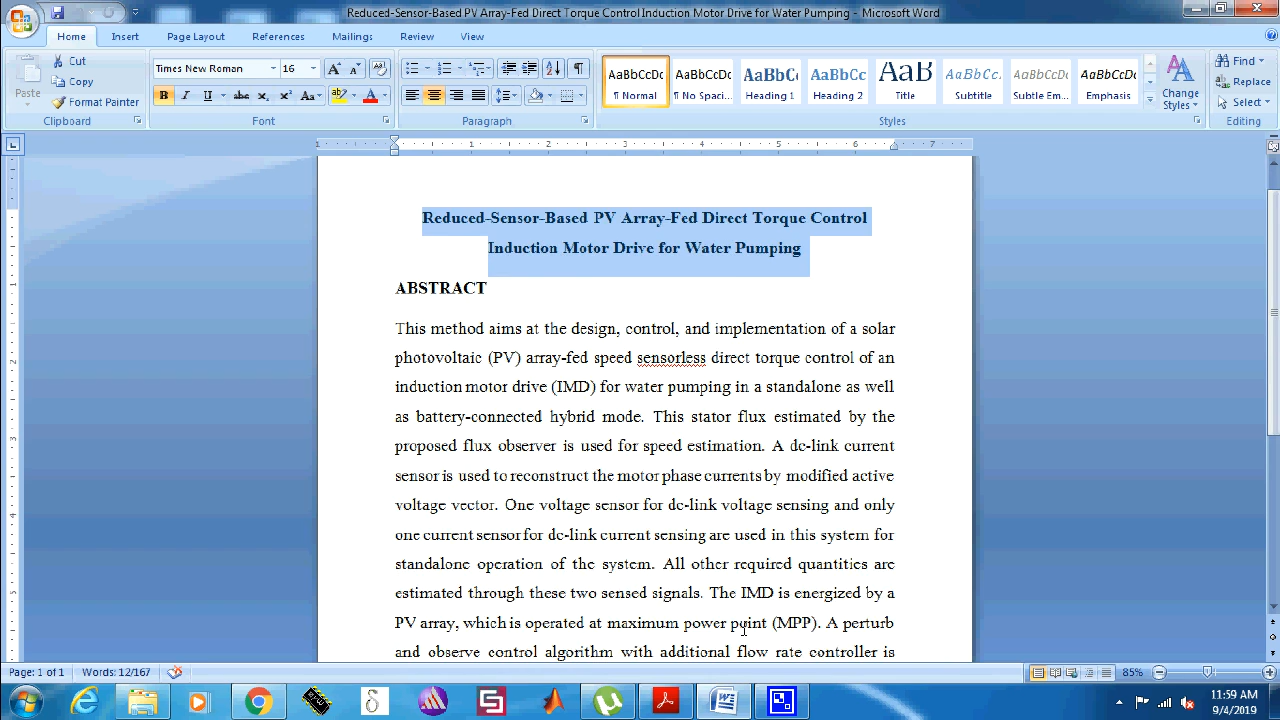 Reduced-Sensor-Based PV Array-Fed Direct Torque Control Induction Motor Drive for Water Pumping - Microsoft Word
Home Insert Page Layout References Mailings Review View
Paste
Cut
Copy
Format Painter
Clipboard
Times New Roman 16
Font
Paragraph
AaBbCcDc AaBbCcDc AaBbC AaBbCc AaB AaBbCc. AaBbCcDc AaBbCcDc
¶ Normal ¶ No Spaci... Heading 1 Heading 2 Title Subtitle Subtle Em... Emphasis
Change Styles
Styles
Find
Replace
Select
Editing
1 1 2 3 4 5 6 7
Reduced-Sensor-Based PV Array-Fed Direct Torque Control
Induction Motor Drive for Water Pumping
ABSTRACT
This method aims at the design, control, and implementation of a solar
photovoltaic (PV) array-fed speed sensorless direct torque control of an
induction motor drive (IMD) for water pumping in a standalone as well
as battery-connected hybrid mode. This stator flux estimated by the
proposed flux observer is used for speed estimation. A dc-link current
sensor is used to reconstruct the motor phase currents by modified active
voltage vector. One voltage sensor for dc-link voltage sensing and only
one current sensor for dc-link current sensing are used in this system for
standalone operation of the system. All other required quantities are
estimated through these two sensed signals. The IMD is energized by a
PV array, which is operated at maximum power point (MPP). A perturb
and observe control algorithm with additional flow rate controller is
Page: 1 of 1 Words: 12/167 85%
11:59 AM
9/4/2019